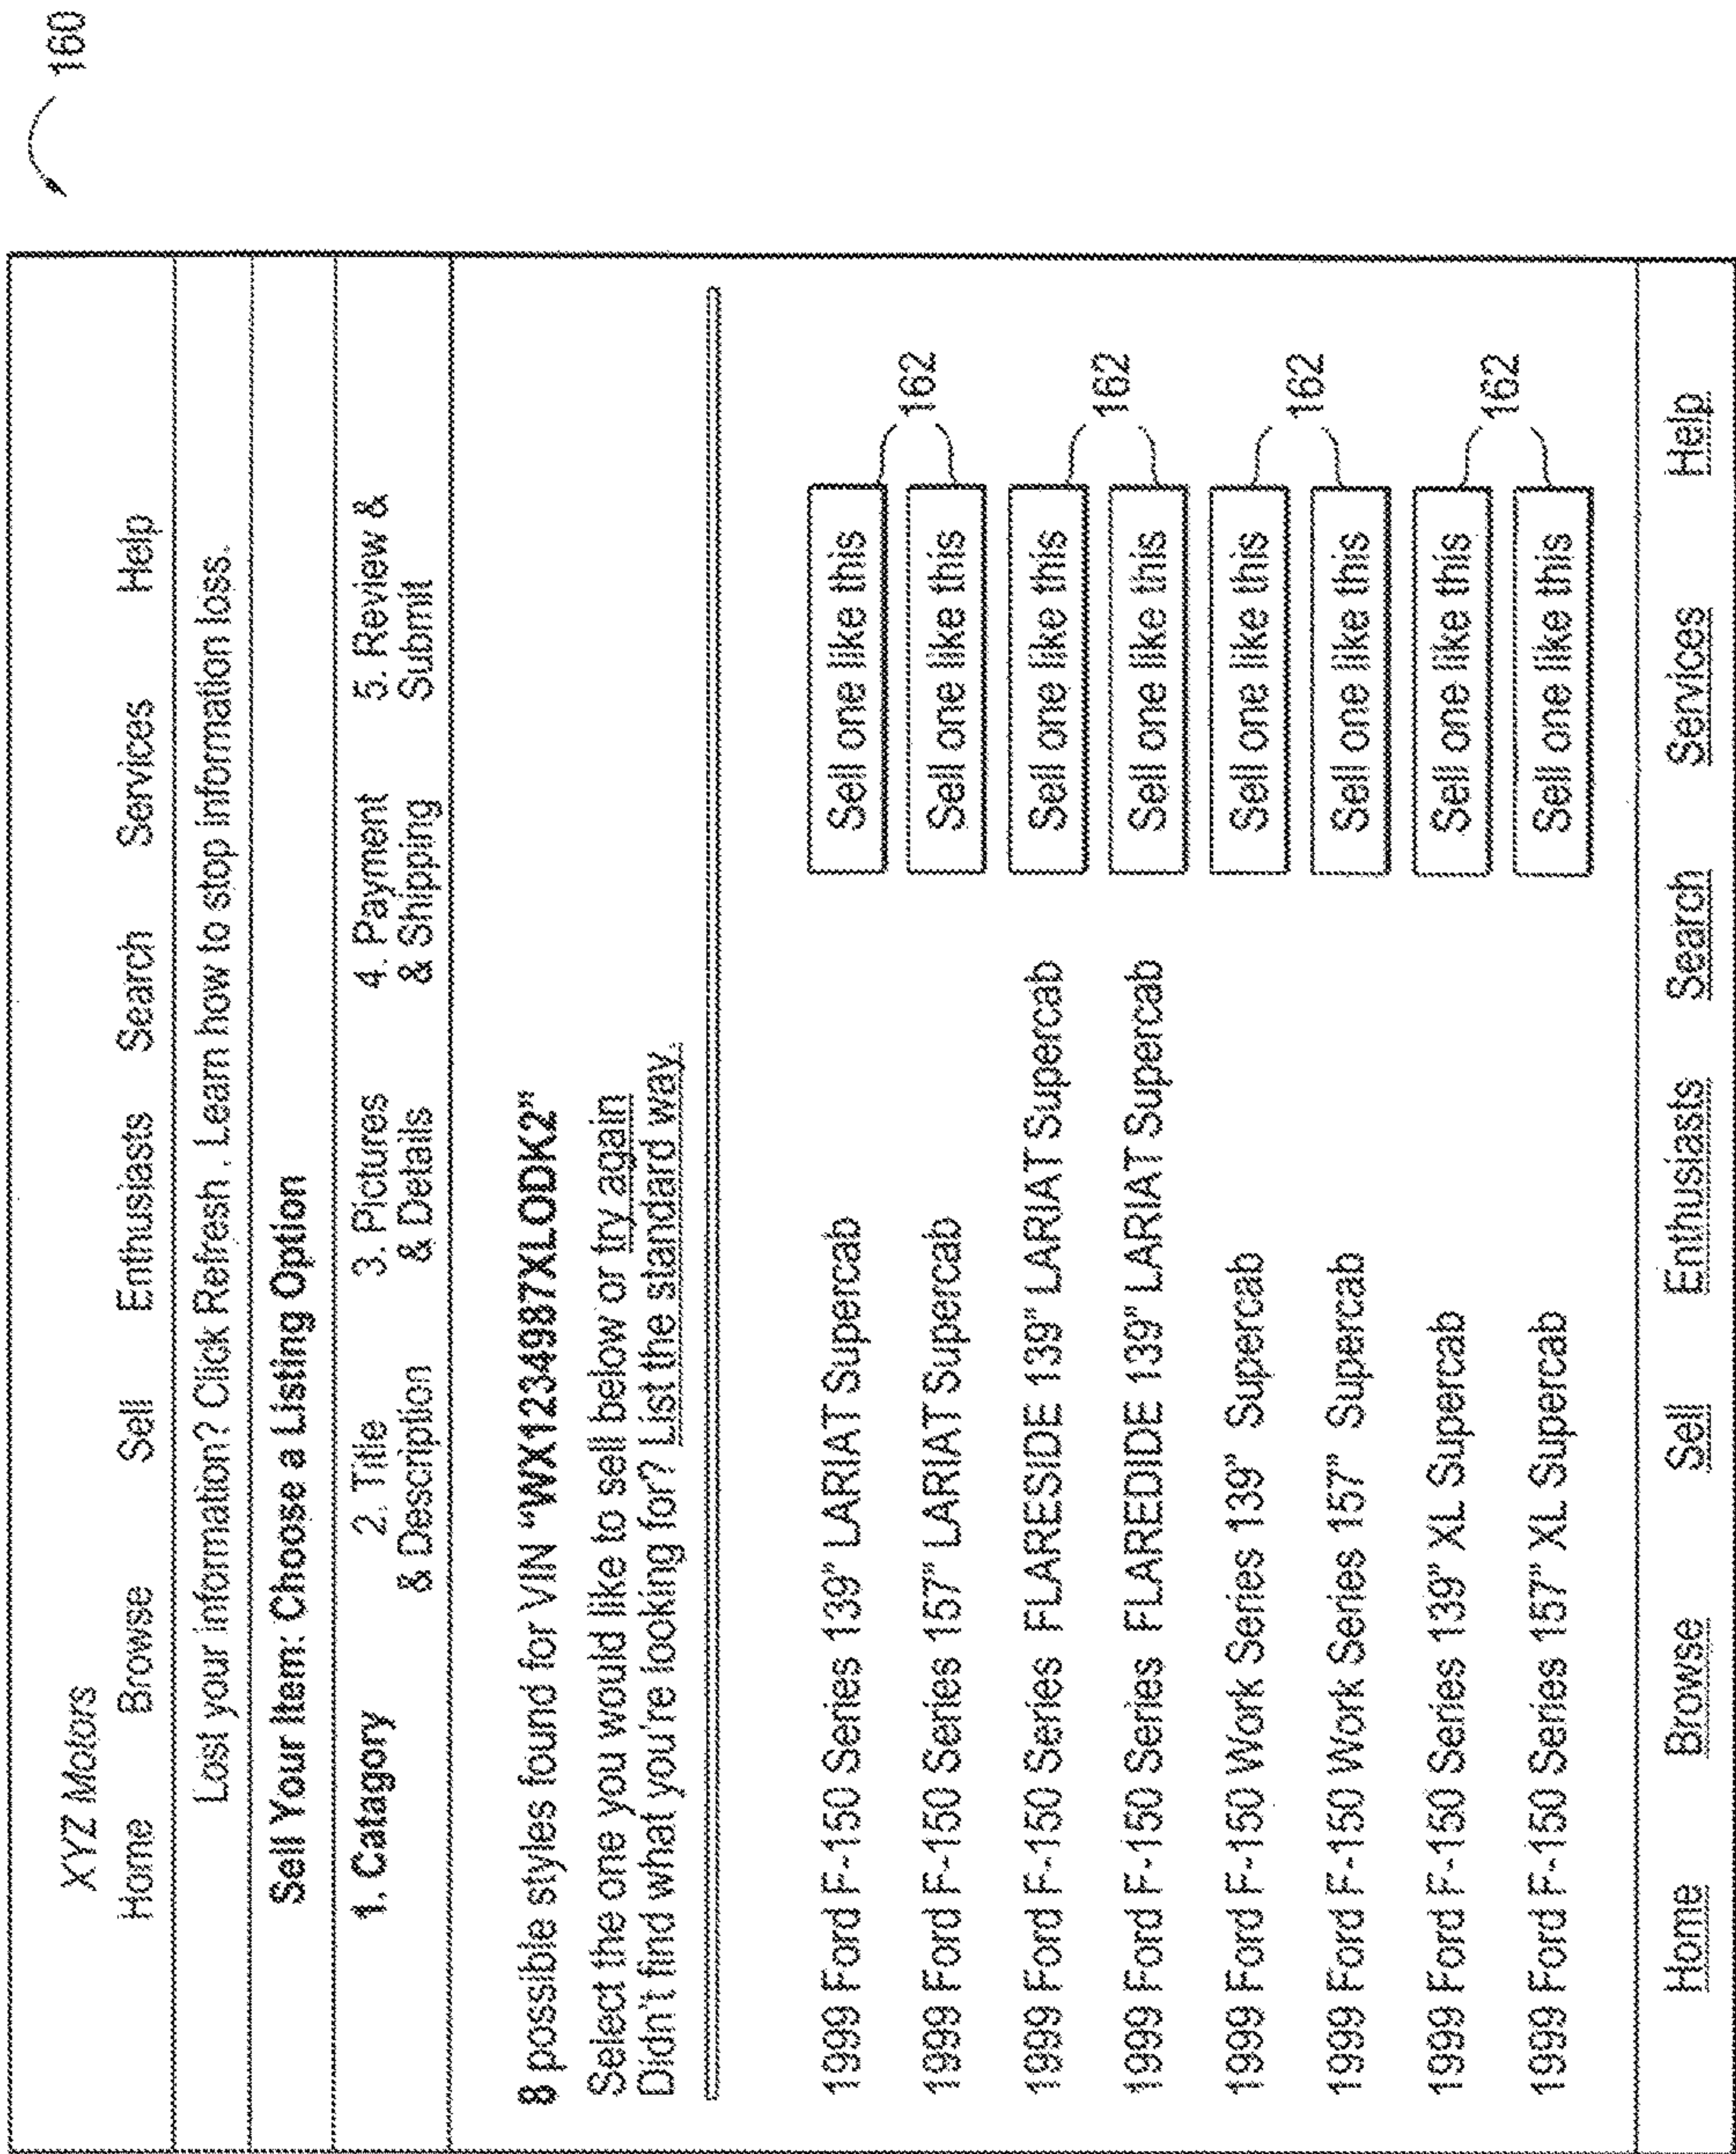 160
XYZ Motors
Home Browse Sell Enthusiasts Search Services Help
Lost your information? Click Refresh . Learn how to stop information loss.
Sell Your Item: Choose a Listing Option
1. Catagory 2. Title 3. Pictures 4. Payment 5. Review &
& Description & Details & Shipping Submit
8 possible styles found for VIN "WX1234987XLODK2"
Select the one you would like to sell below or try again
Didn't find what you're looking for? List the standard way.
1999 Ford F-150 Series 139" LARIAT Supercab Sell one like this
162
1999 Ford F-150 Series 157" LARIAT Supercab Sell one like this
1999 Ford F-150 Series FLARESIDE 139" LARIAT Supercab Sell one like this
162
1999 Ford F-150 Series FLAREDIDE 139" LARIAT Supercab Sell one like this
1999 Ford F-150 Work Series 139" Supercab Sell one like this
162
1999 Ford F-150 Work Series 157" Supercab Sell one like this
1999 Ford F-150 Series 139" XL Supercab Sell one like this
162
1999 Ford F-150 Series 157" XL Supercab Sell one like this
Home Browse Sell Enthusiasts Search Services Help